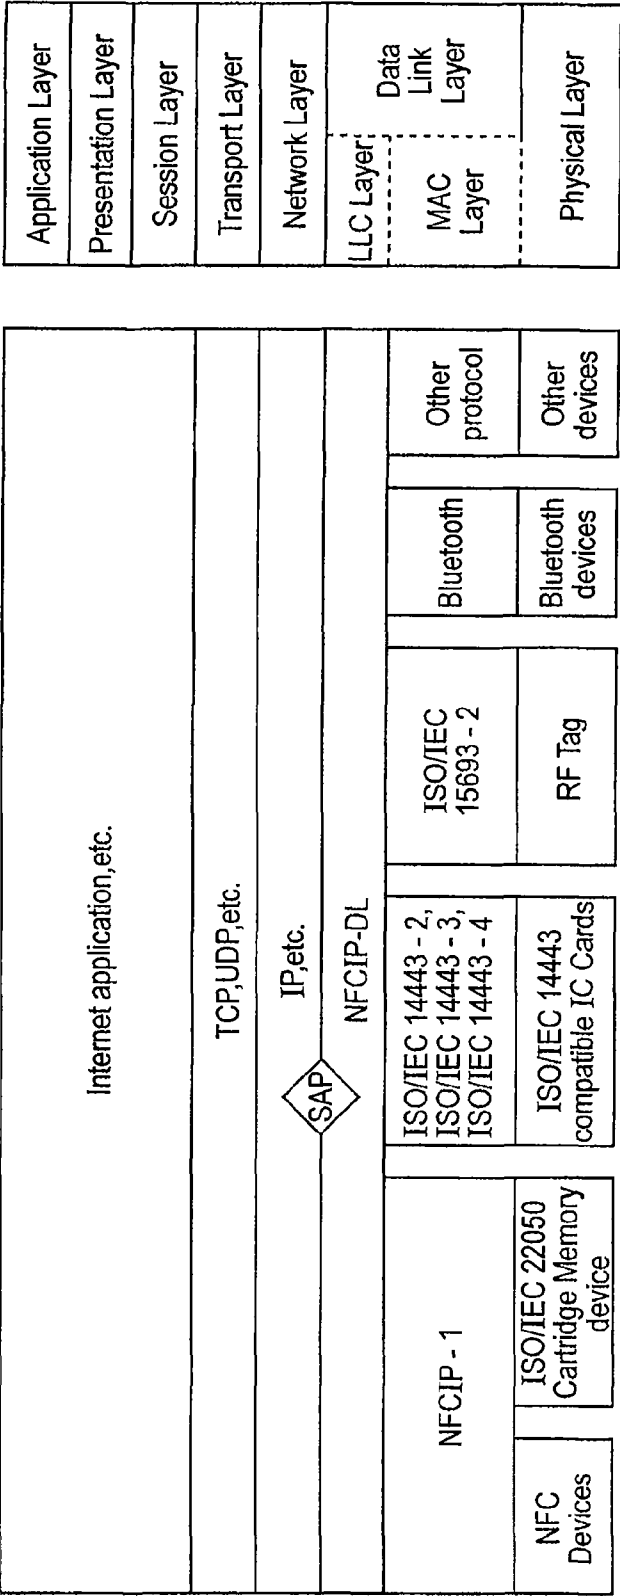 Internet application,etc.
TCP,UDP,etc.
IP,etc.
SAP
NFCIP-DL
NFCIP - 1
ISO/IEC 14443 - 2,
ISO/IEC 14443 - 3,
ISO/IEC 14443 - 4
ISO/IEC
15693 - 2
Bluetooth
Other
protocol
NFC
Devices
ISO/IEC 22050
Cartridge Memory
device
ISO/IEC 14443
compatible IC Cards
RF Tag
Bluetooth
devices
Other
devices
Application Layer
Presentation Layer
Session Layer
Transport Layer
Network Layer
LLC Layer
MAC
Layer
Data
Link
Layer
Physical Layer